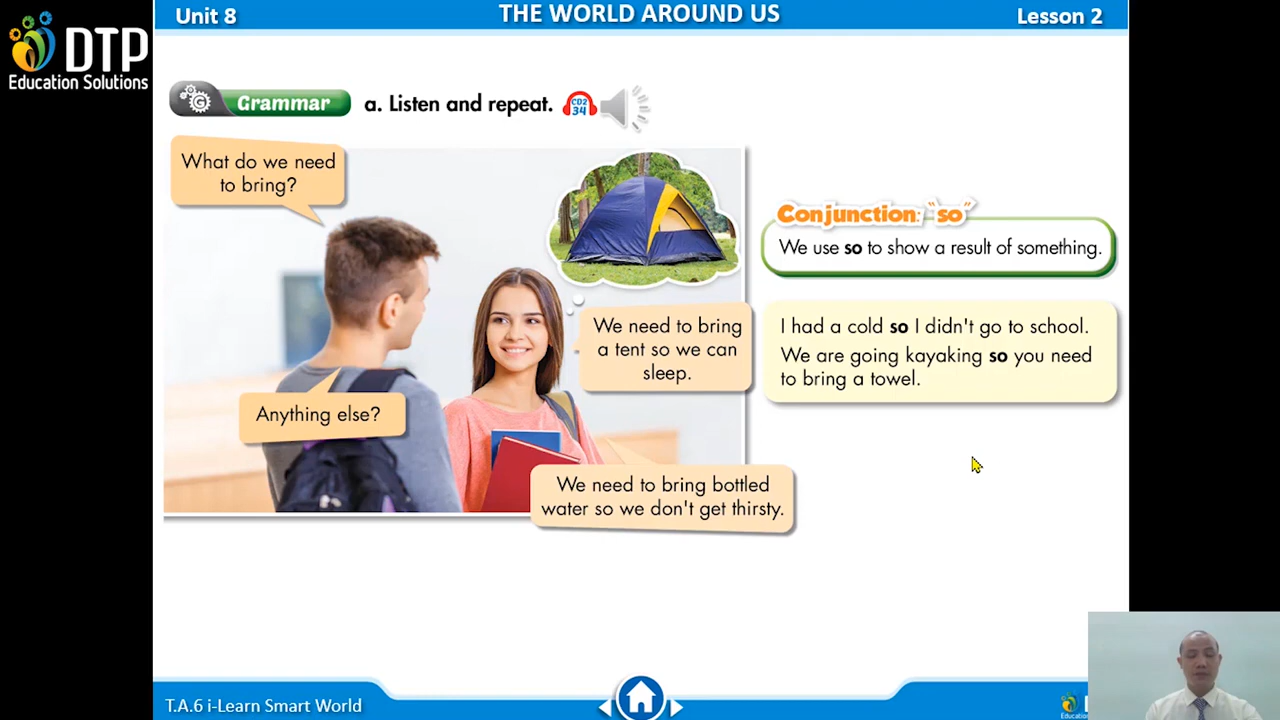 Unit 8
THE WORLD AROUND US
Lesson 2
DTP
Education Solutions
Grammar
a. Listen and repeat.
CD2
34
What do we need
to bring?
We need to bring
a tent so we can
sleep.
Anything else?
We need to bring bottled
water so we don't get thirsty.
Conjunction: "so"
We use so to show a result of something.
I had a cold so I didn't go to school.
We are going kayaking so you need
to bring a towel.
T.A.6 i-Learn Smart World